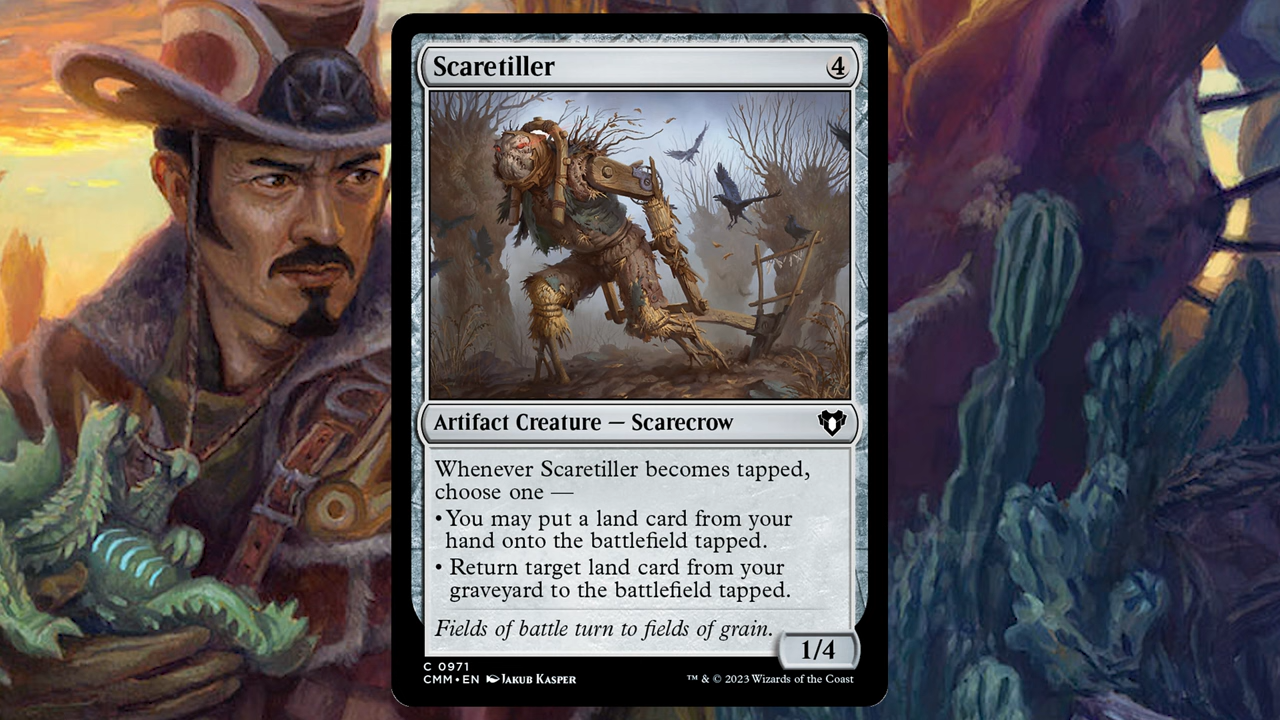 Scaretiller 4
Artifact Creature — Scarecrow
Whenever Scaretiller becomes tapped,
choose one —
• You may put a land card from your
hand onto the battlefield tapped.
• Return target land card from your
graveyard to the battlefield tapped.
Fields of battle turn to fields of grain.
1/4
C 0971
CMM • EN Jakub Kasper ™ & © 2023 Wizards of the Coast